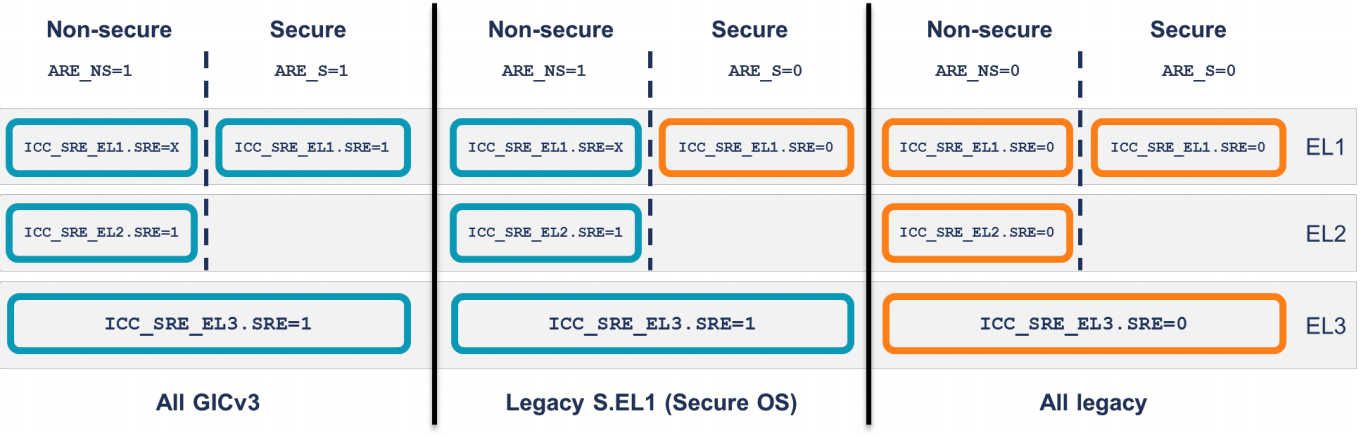 Non-secure Secure Non-secure Secure Non-secure Secure
ARE_NS=1 ARE_S=1 ARE_NS=1 ARE_S=0 ARE_NS=0 ARE_S=0
ICC_SRE_EL1.SRE=X ICC_SRE_EL1.SRE=1 ICC_SRE_EL1.SRE=X ICC_SRE_EL1.SRE=0 ICC_SRE_EL1.SRE=0 ICC_SRE_EL1.SRE=0 EL1
ICC_SRE_EL2.SRE=1 ICC_SRE_EL2.SRE=1 ICC_SRE_EL2.SRE=0 EL2
ICC_SRE_EL3.SRE=1 ICC_SRE_EL3.SRE=1 ICC_SRE_EL3.SRE=0 EL3
All GICv3 Legacy S.EL1 (Secure OS) All legacy